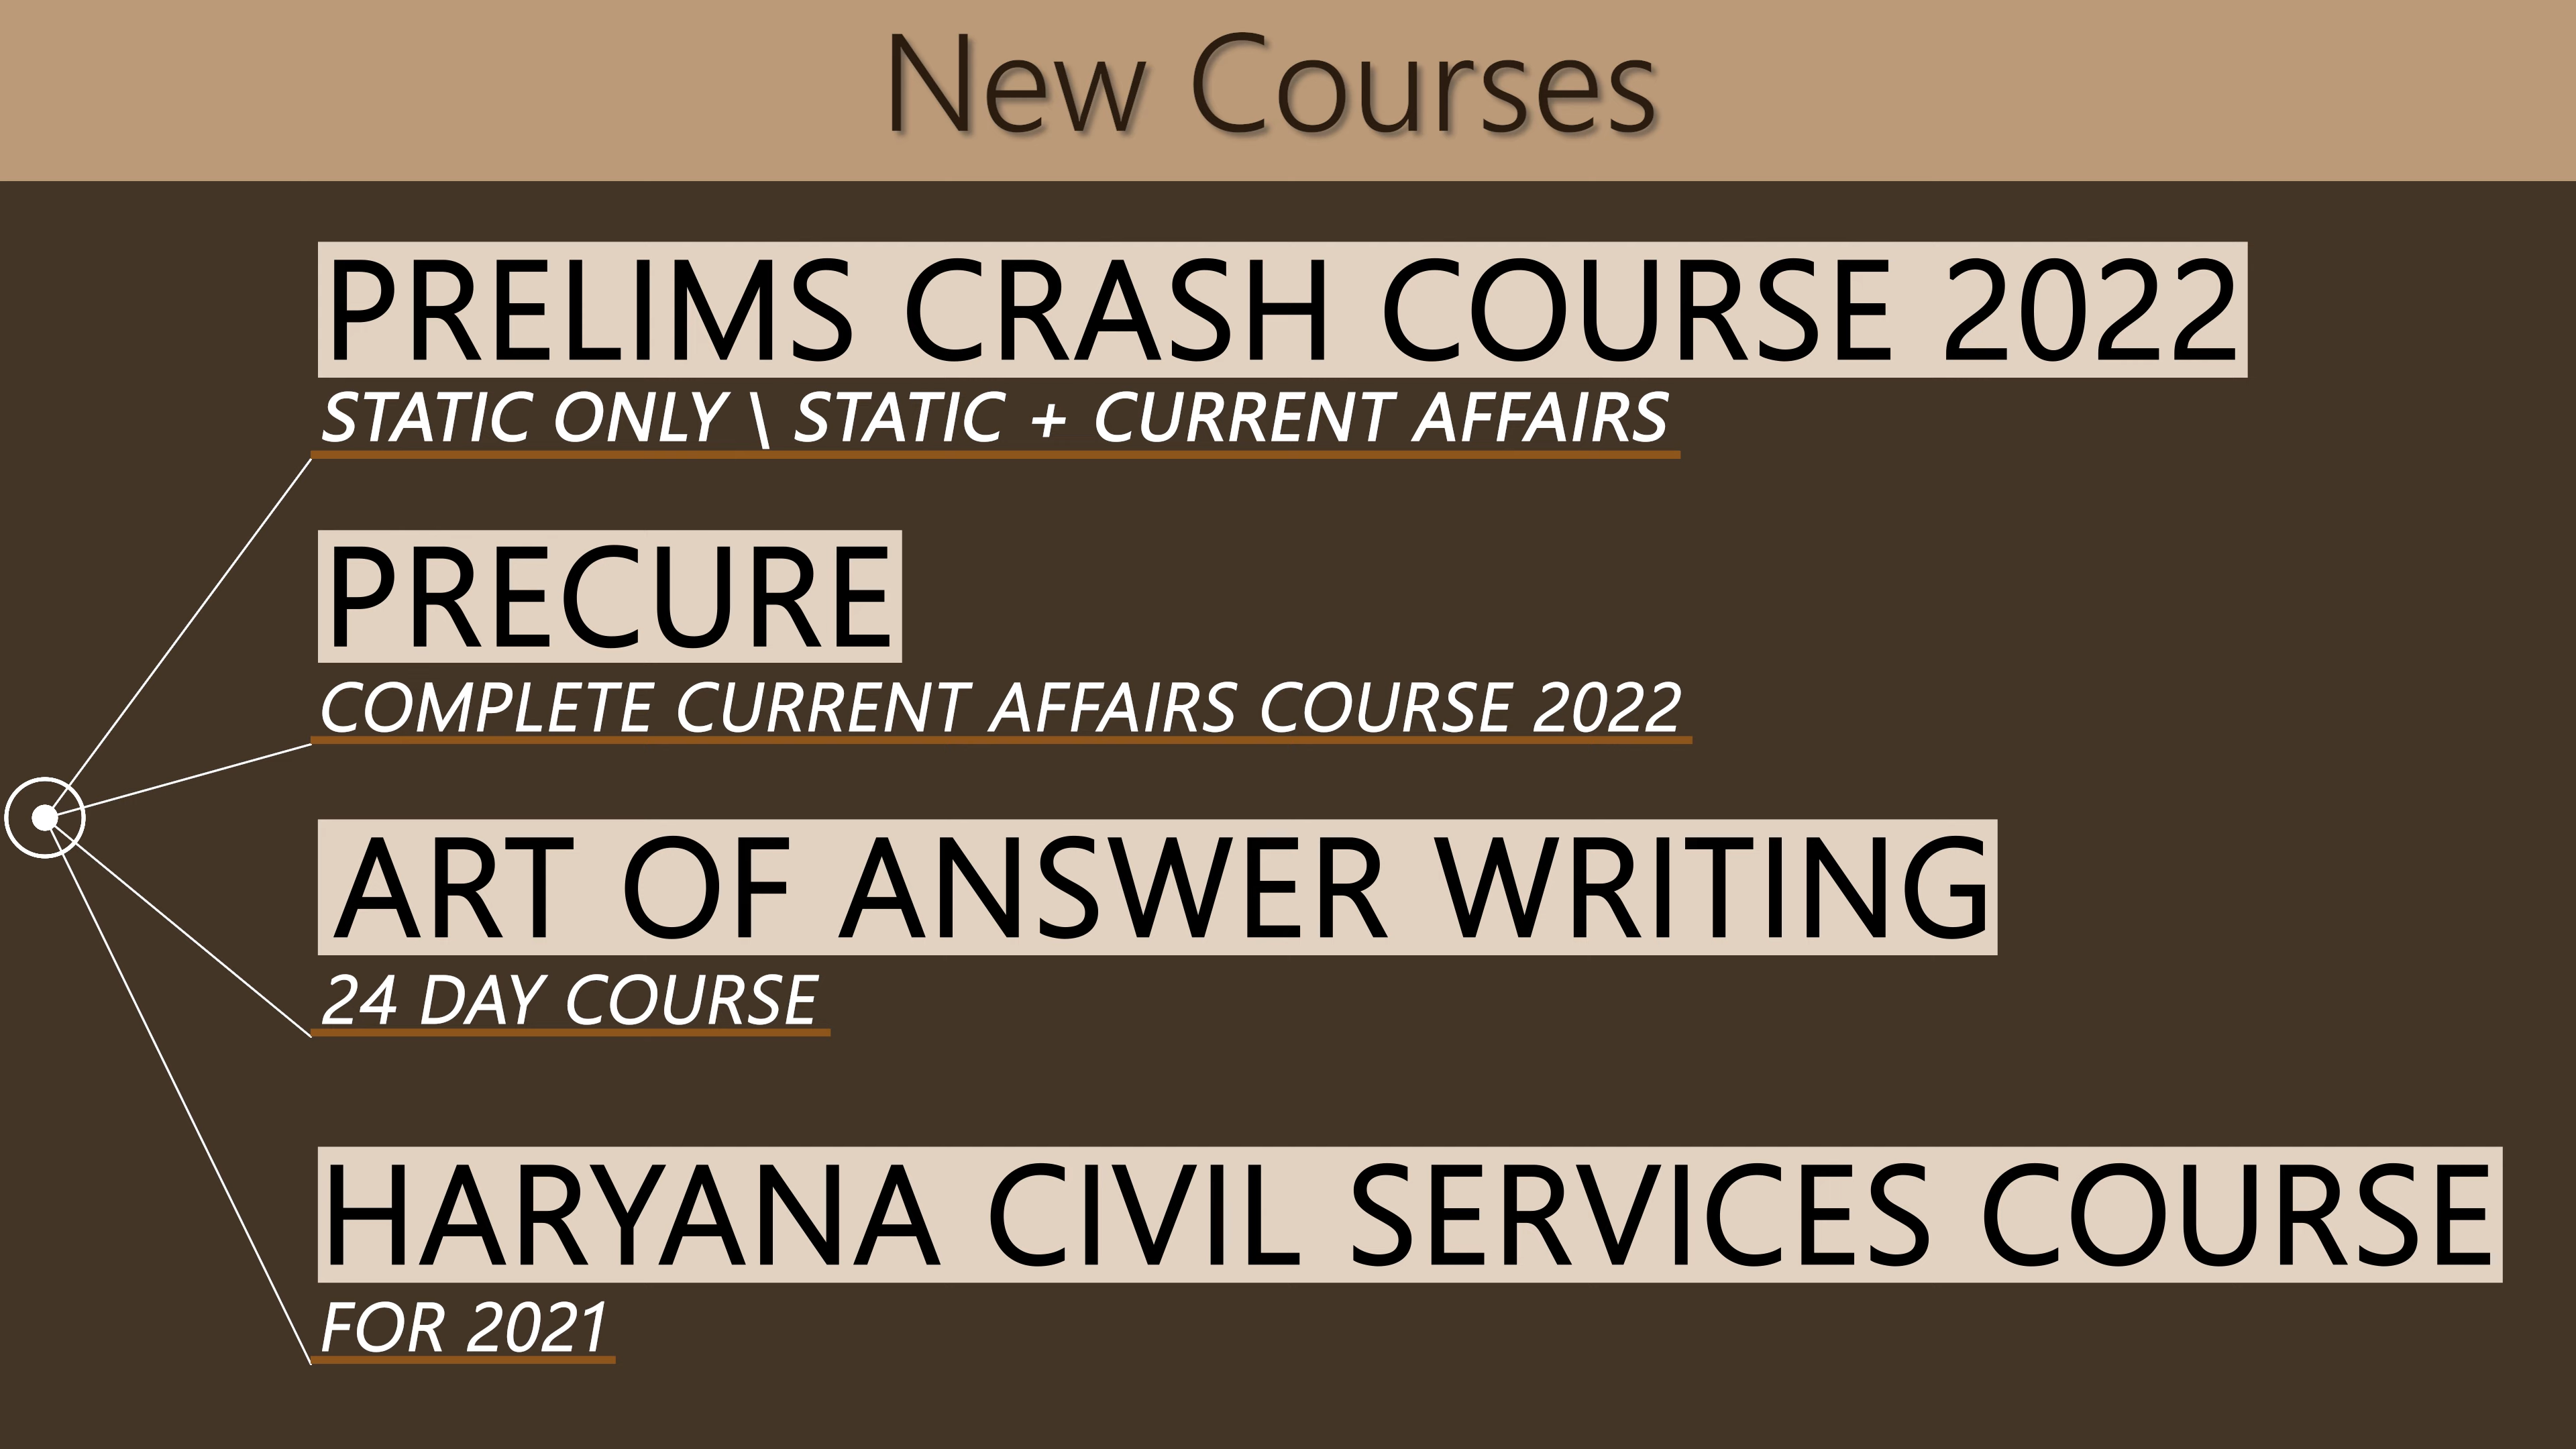 New Courses
PRELIMS CRASH COURSE 2022
STATIC ONLY \ STATIC + CURRENT AFFAIRS
PRECURE
COMPLETE CURRENT AFFAIRS COURSE 2022
ART OF ANSWER WRITING
24 DAY COURSE
HARYANA CIVIL SERVICES COURSE
FOR 2021